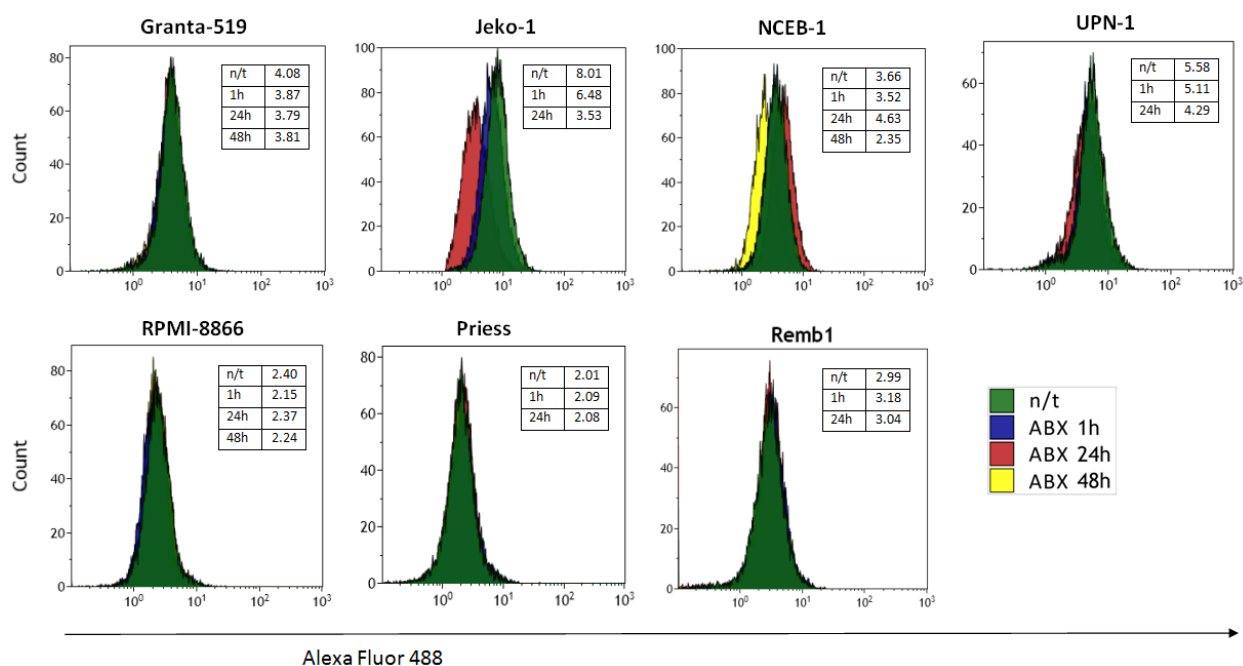 Granta-519
Jeko-1
NCEB-1
UPN-1
Count
80
60
40
20
0
10⁰
10¹
10²
10³
n/t 4.08
1h 3.87
24h 3.79
48h 3.81
100
80
60
40
20
0
10⁰
10¹
10²
10³
n/t 8.01
1h 6.48
24h 3.53
100
80
60
40
20
0
10⁰
10¹
10²
10³
n/t 3.66
1h 3.52
24h 4.63
48h 2.35
60
40
20
0
10⁰
10¹
10²
10³
n/t 5.58
1h 5.11
24h 4.29
RPMI-8866
Priess
Remb1
Count
80
60
40
20
0
10⁰
10¹
10²
10³
n/t 2.40
1h 2.15
24h 2.37
48h 2.24
80
60
40
20
0
10⁰
10¹
10²
10³
n/t 2.01
1h 2.09
24h 2.08
60
40
20
0
10⁰
10¹
10²
10³
n/t 2.99
1h 3.18
24h 3.04
n/t
ABX 1h
ABX 24h
ABX 48h
Alexa Fluor 488